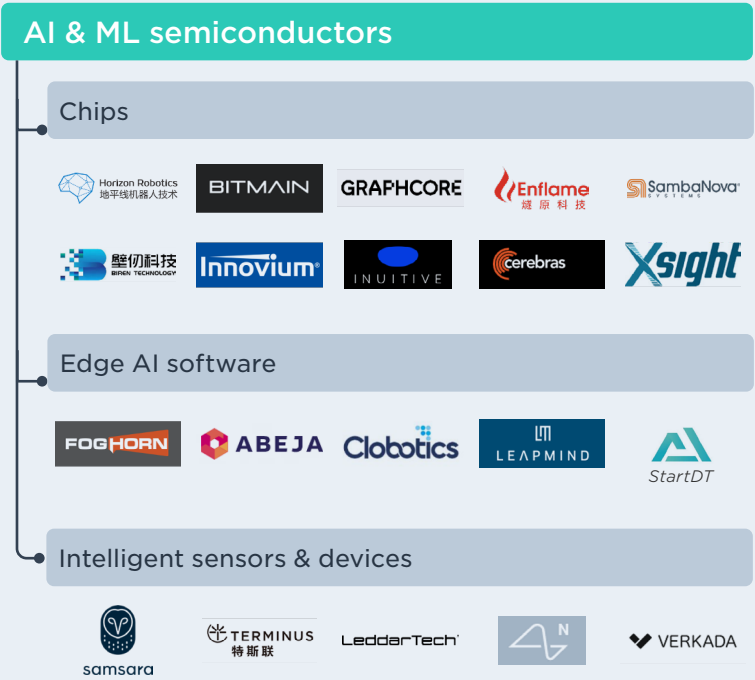 AI & ML semiconductors
Chips
Horizon Robotics
地平线机器人技术
BITMAIN
GRAPHCORE
Enflame
燧原科技
SambaNova
SYSTEMS
壁仞科技
BIREN TECHNOLOGY
Innovium
INUITIVE
cerebras
Xsight
Edge AI software
FOGHORN
ABEJA
Clobotics
LM
LEAPMIND
StartDT
Intelligent sensors & devices
samsara
TERMINUS
特斯联
LeddarTech
N
VERKADA